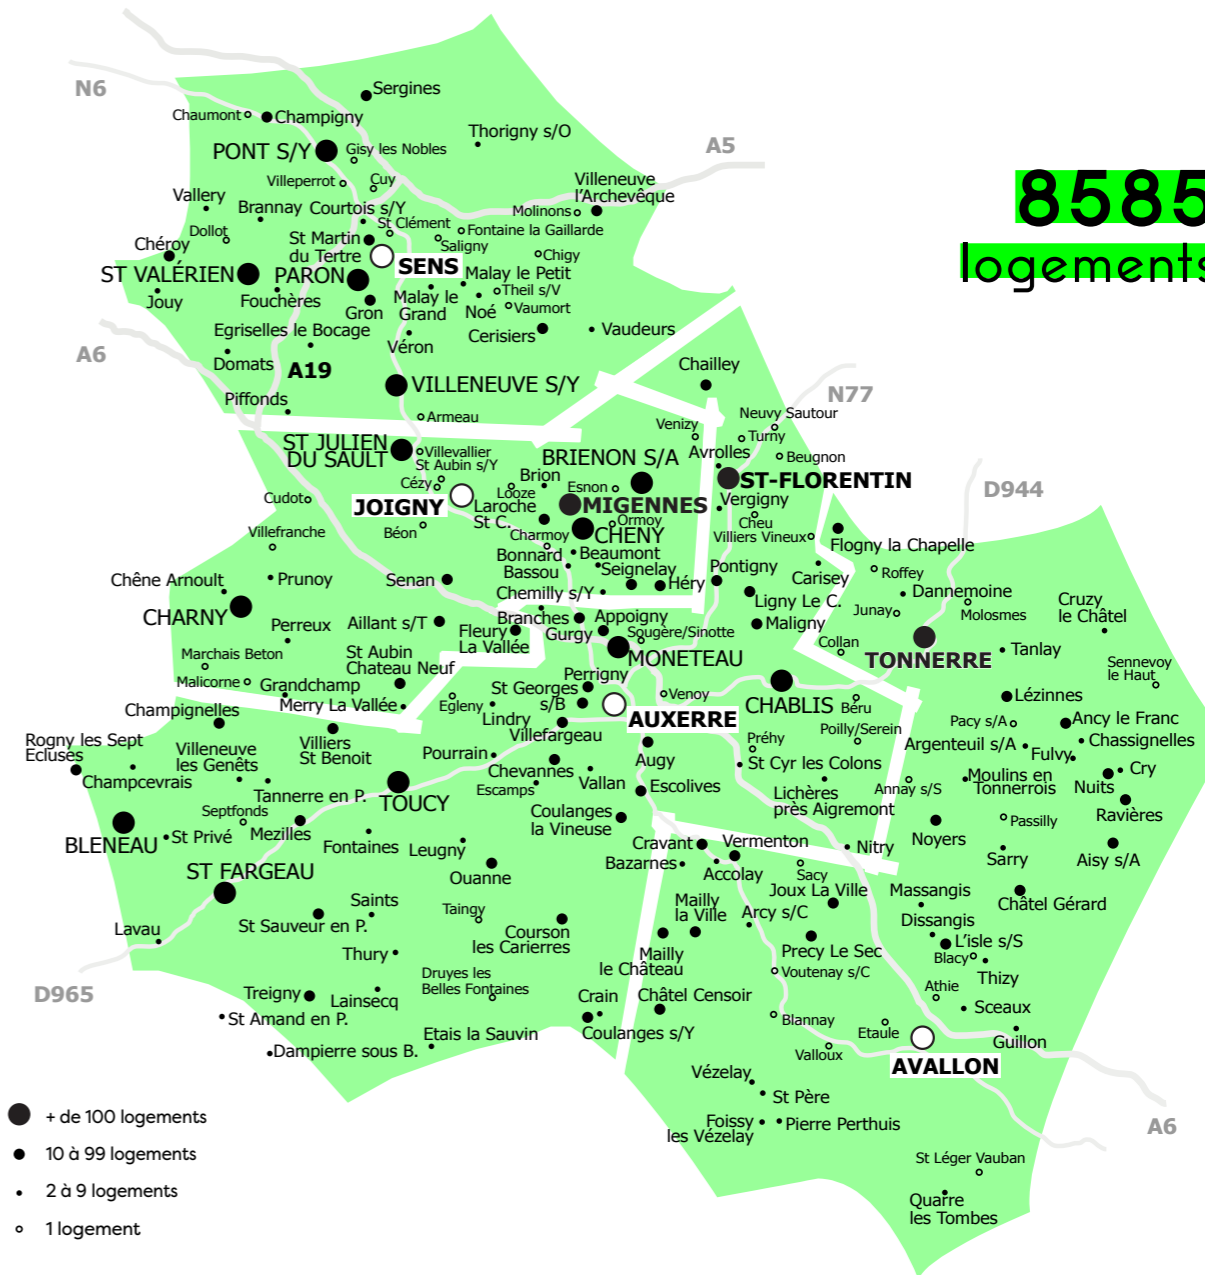 N6
Sergines
Chaumont
Champigny
Thorigny s/O
A5
PONT S/Y
Gisy les Nobles
Villeperrot
Cuy
Villeneuve
l'Archevêque
8585
logements
Vallery
Brannay
Courtois s/Y
Molinons
St Clément
Fontaine la Gaillarde
Dollot
Chéroy
St Martin
du Tertre
Saligny
Chigy
SENS
ST VALÉRIEN
PARON
Malay le Petit
Jouy
Fouchères
Gron
Malay le
Grand
Theil s/V
Noé
Vaumort
Egriselles le Bocage
Cerisiers
Vaudeurs
Véron
A6
Domats
A19
Chailley
VILLENEUVE S/Y
N77
Piffonds
Armeau
Neuvy Sautour
Venizy
Turny
ST JULIEN
DU SAULT
Villevallier
St Aubin s/Y
Avrolles
Beugnon
BRIENON S/A
Brion
Cézy
Looze
Esnon
ST-FLORENTIN
D944
Cudot
JOIGNY
Laroche
St C.
MIGENNES
Vergigny
Cheu
Béon
Ormoy
CHENY
Charmoy
Villiers Vineux
Villefranche
Flogny la Chapelle
Bonnard
Beaumont
Bassou
Seignelay
Pontigny
Carisey
Roffey
Chêne Arnoult
Prunoy
Senan
Héry
Dannemoine
Chemilly s/Y
Ligny Le C.
Junay
Molosmes
Cruzy
le Châtel
CHARNY
Branches
Appoigny
Perreux
Aillant s/T
Fleury
La Vallée
Gurgy
Sougère/Sinotte
Maligny
Collan
Tanlay
MONETEAU
TONNERRE
Marchais Beton
St Aubin
Chateau Neuf
Sennevoy
le Haut
Malicorne
Perrigny
Grandchamp
St Georges
s/B
Venoy
CHABLIS
Béru
Lézinnes
Merry La Vallée
Egleny
Champignelles
Lindry
AUXERRE
Poilly/Serein
Pacy s/A
Ancy le Franc
Villefargeau
Préhy
Argenteuil s/A
Chassignelles
Rogny les Sept
Ecluses
Villeneuve
les Genêts
Villiers
St Benoit
Pourrain
Augy
Fulvy
Champcevrais
Chevannes
St Cyr les Colons
Cry
Vallan
Escamps
Escolives
Lichères
près Aigremont
Annay s/S
Moulins en
Tonnerrois
Nuits
Tannerre en P.
TOUCY
Ravières
Septfonds
Coulanges
la Vineuse
Passilly
BLENEAU
St Privé
Mezilles
Fontaines
Leugny
Cravant
Vermenton
Nitry
Noyers
Sarry
Aisy s/A
Bazarnes
Accolay
ST FARGEAU
Ouanne
Sacy
Joux La Ville
Massangis
Châtel Gérard
Saints
Taingy
Mailly
la Ville
Arcy s/C
Dissangis
St Sauveur en P.
Courson
les Carierres
Lavau
L'isle s/S
Thury
Mailly
le Château
Precy Le Sec
Blacy
Thizy
Voutenay s/C
Druyes les
Belles Fontaines
Athie
D965
Treigny
Lainsecq
Crain
Châtel Censoir
Sceaux
St Amand en P.
Etais la Sauvin
Coulanges s/Y
Blannay
Etaule
Guillon
Dampierre sous B.
Valloux
AVALLON
Vézelay
St Père
Foissy
les Vézelay
Pierre Perthuis
A6
+ de 100 logements
10 à 99 logements
2 à 9 logements
1 logement
St Léger Vauban
Quarre
les Tombes